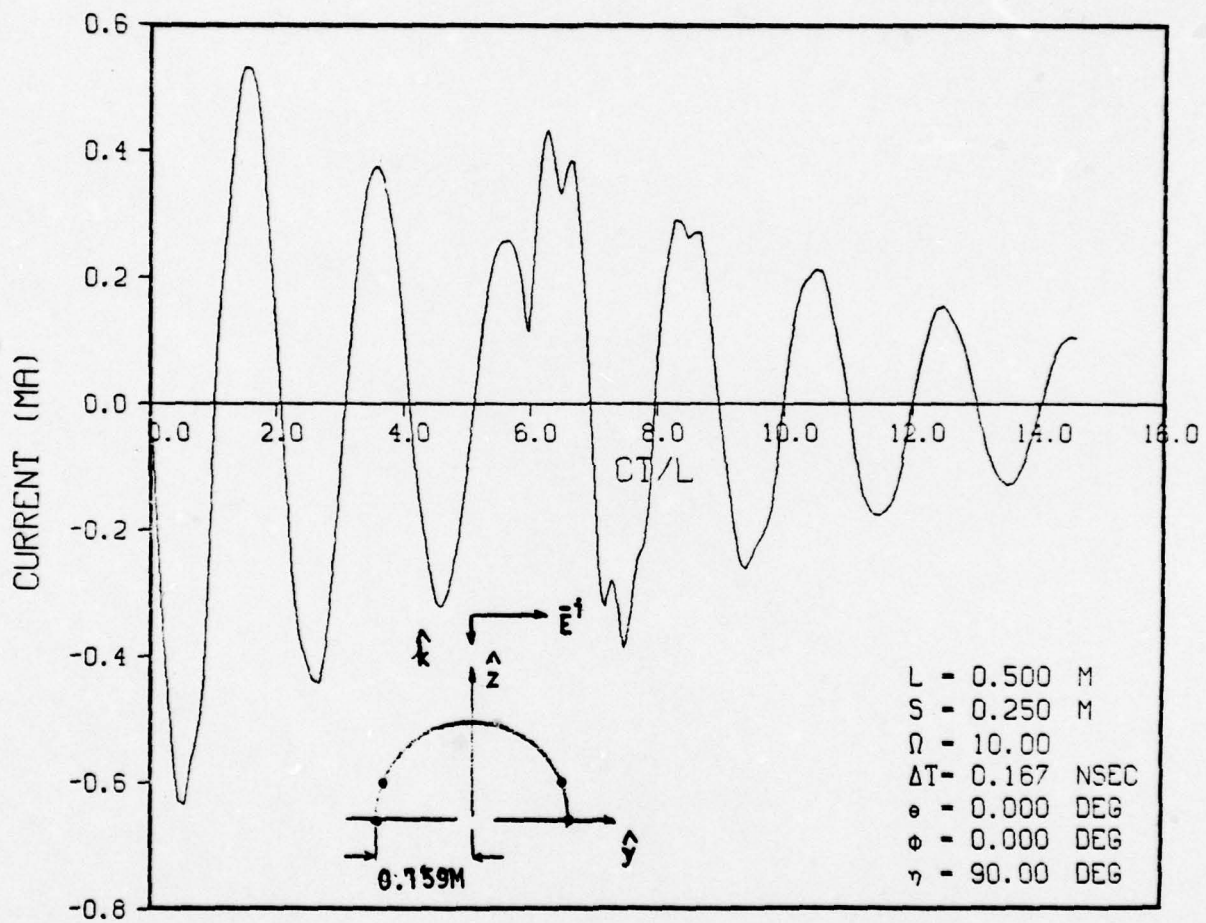 0.6
0.4
0.2
0.0
-0.2
-0.4
-0.6
-0.8
CURRENT (MA)
0.0 2.0 4.0 6.0 8.0 10.0 12.0 14.0 16.0
CT/L
k̂ Ē¹
ẑ
ŷ
0.159M
L = 0.500 M
S = 0.250 M
Ω = 10.00
ΔT= 0.167 NSEC
θ = 0.000 DEG
Φ = 0.000 DEG
η = 90.00 DEG